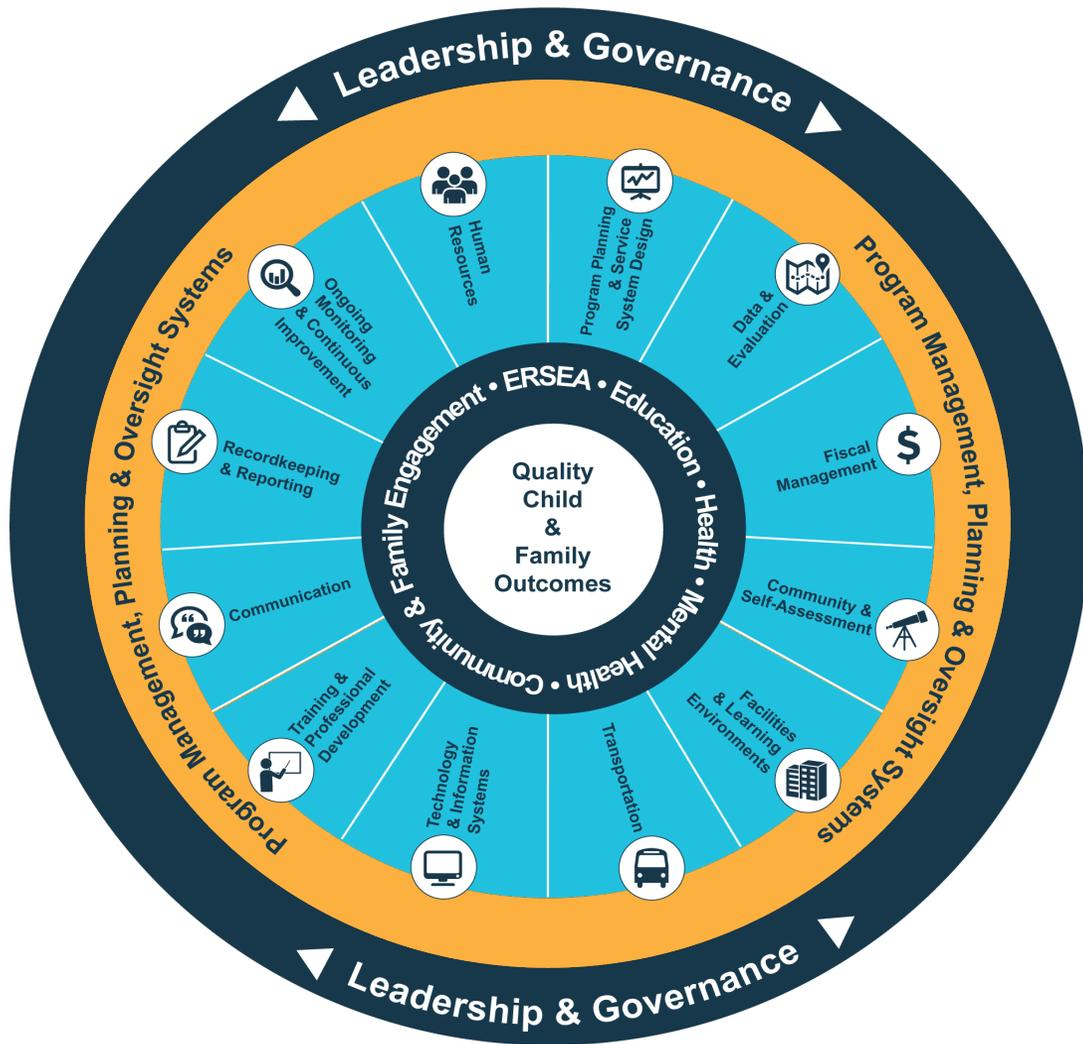 Leadership & Governance
Program Management, Planning & Oversight Systems
Program Management, Planning & Oversight Systems
Human
Resources
Program Planning
& Service
System Design
Data &
Evaluation
Fiscal
Management
Community &
Self-Assessment
Facilities
& Learning
Environments
Transportation
Technology
& Information
Systems
Training &
Professional
Development
Communication
Recordkeeping
& Reporting
Ongoing
Monitoring
& Continuous
Improvement
ERSEA • Education • Health • Mental Health • Community & Family Engagement •
Quality
Child
&
Family
Outcomes
Leadership & Governance